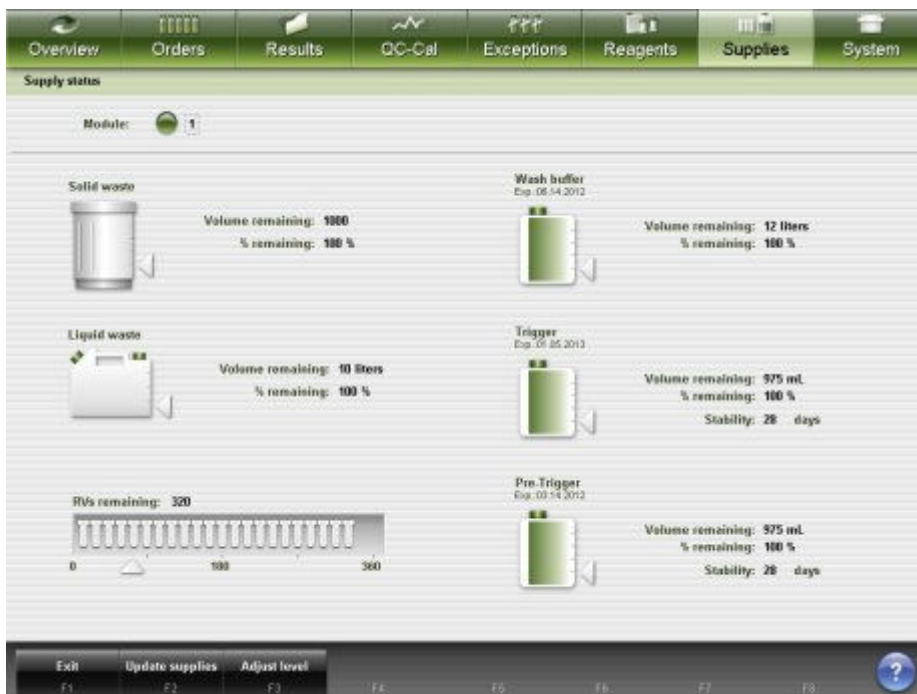 Overview Orders Results QC-Cal Exceptions Reagents Supplies System
Supply status
Module: 1
Solid waste
Volume remaining: 1000
% remaining: 100 %
Wash buffer
Exp. 06.14.2012
Volume remaining: 12 liters
% remaining: 100 %
Liquid waste
Volume remaining: 10 liters
% remaining: 100 %
Trigger
Exp. 01.05.2013
Volume remaining: 975 mL
% remaining: 100 %
Stability: 28 days
RVs remaining: 320
0 180 360
Pre-Trigger
Exp. 03.14.2012
Volume remaining: 975 mL
% remaining: 100 %
Stability: 28 days
Exit Update supplies Adjust level
F1 F2 F3 F4 F5 F6 F7 F8
?